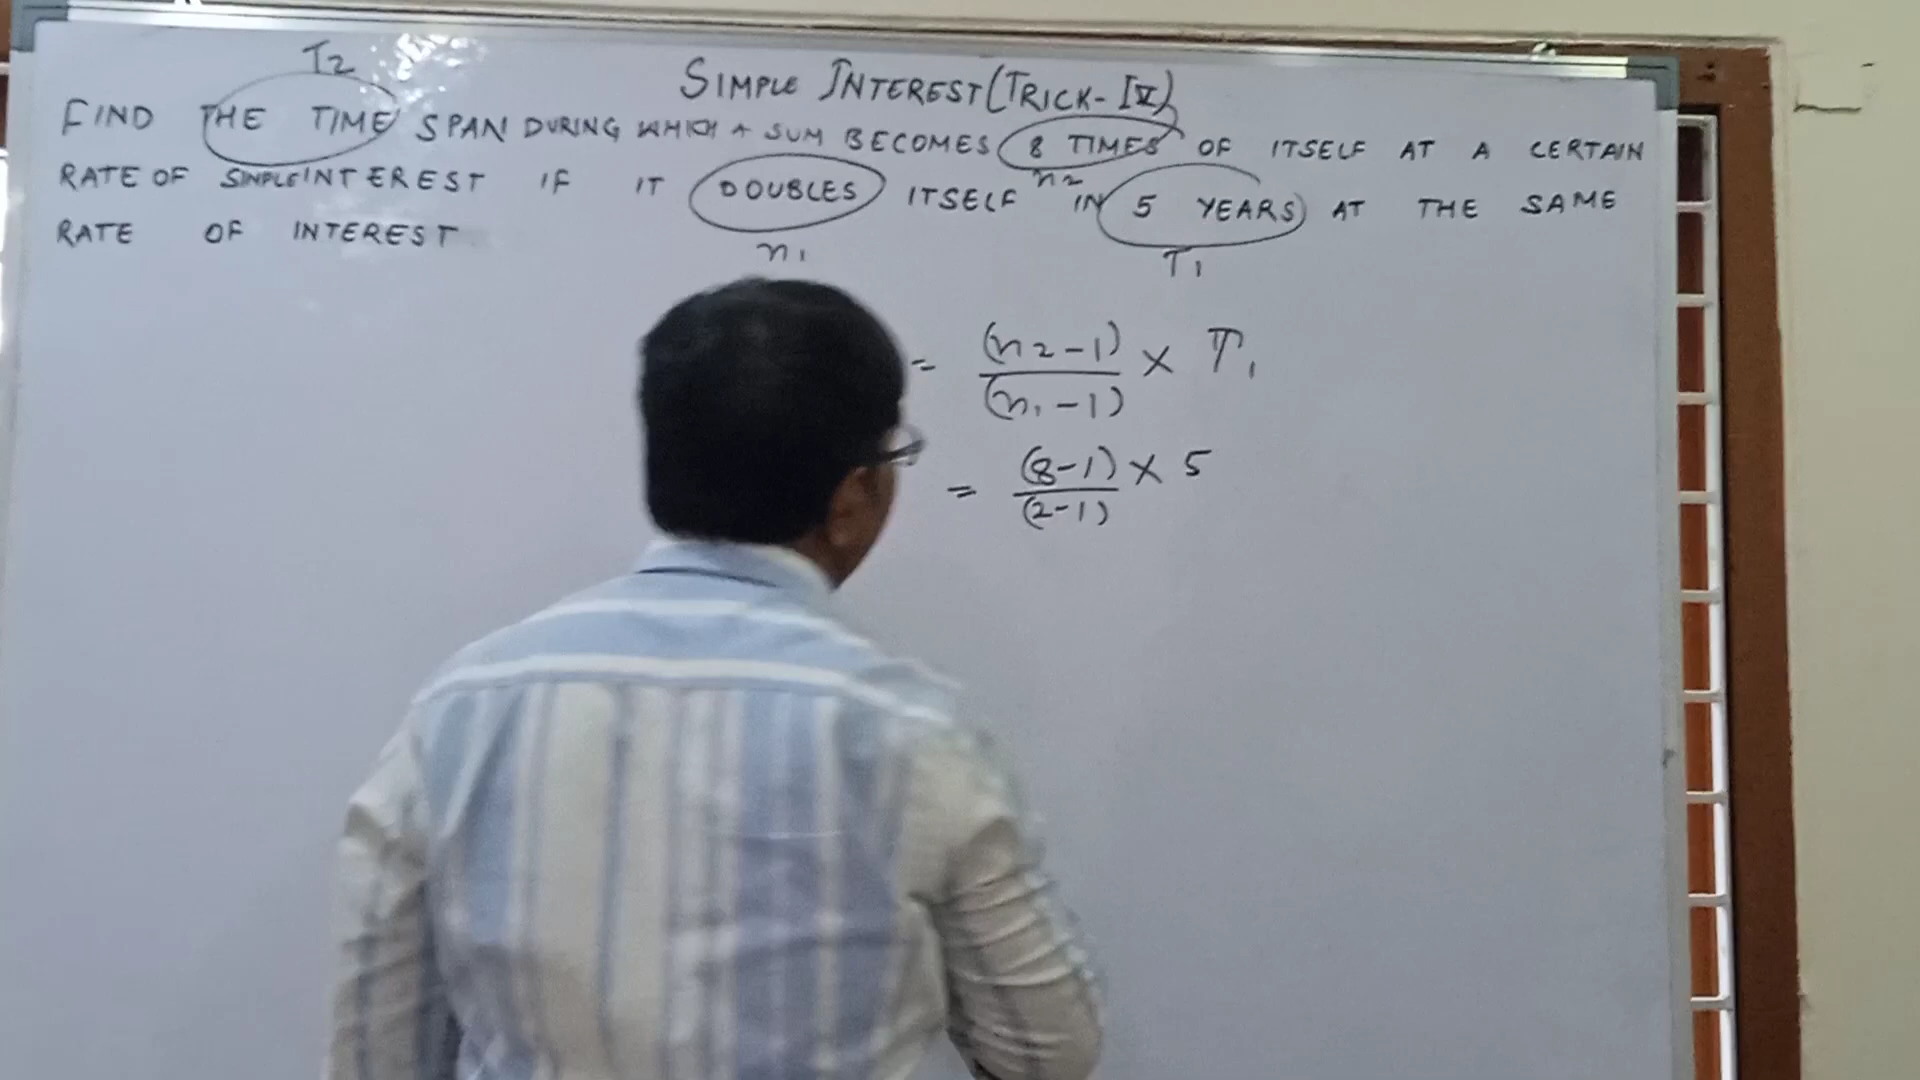 T2
SIMPLE INTEREST (TRICK-IV)
FIND THE TIME SPAN DURING WHICH A SUM BECOMES 8 TIMES OF ITSELF AT A CERTAIN
n2
RATE OF SIMPLE INTEREST IF IT DOUBLES ITSELF IN 5 YEARS AT THE SAME
RATE OF INTEREST
n1
T1
= (n2-1) / (n1-1) × T1
= (8-1) / (2-1) × 5